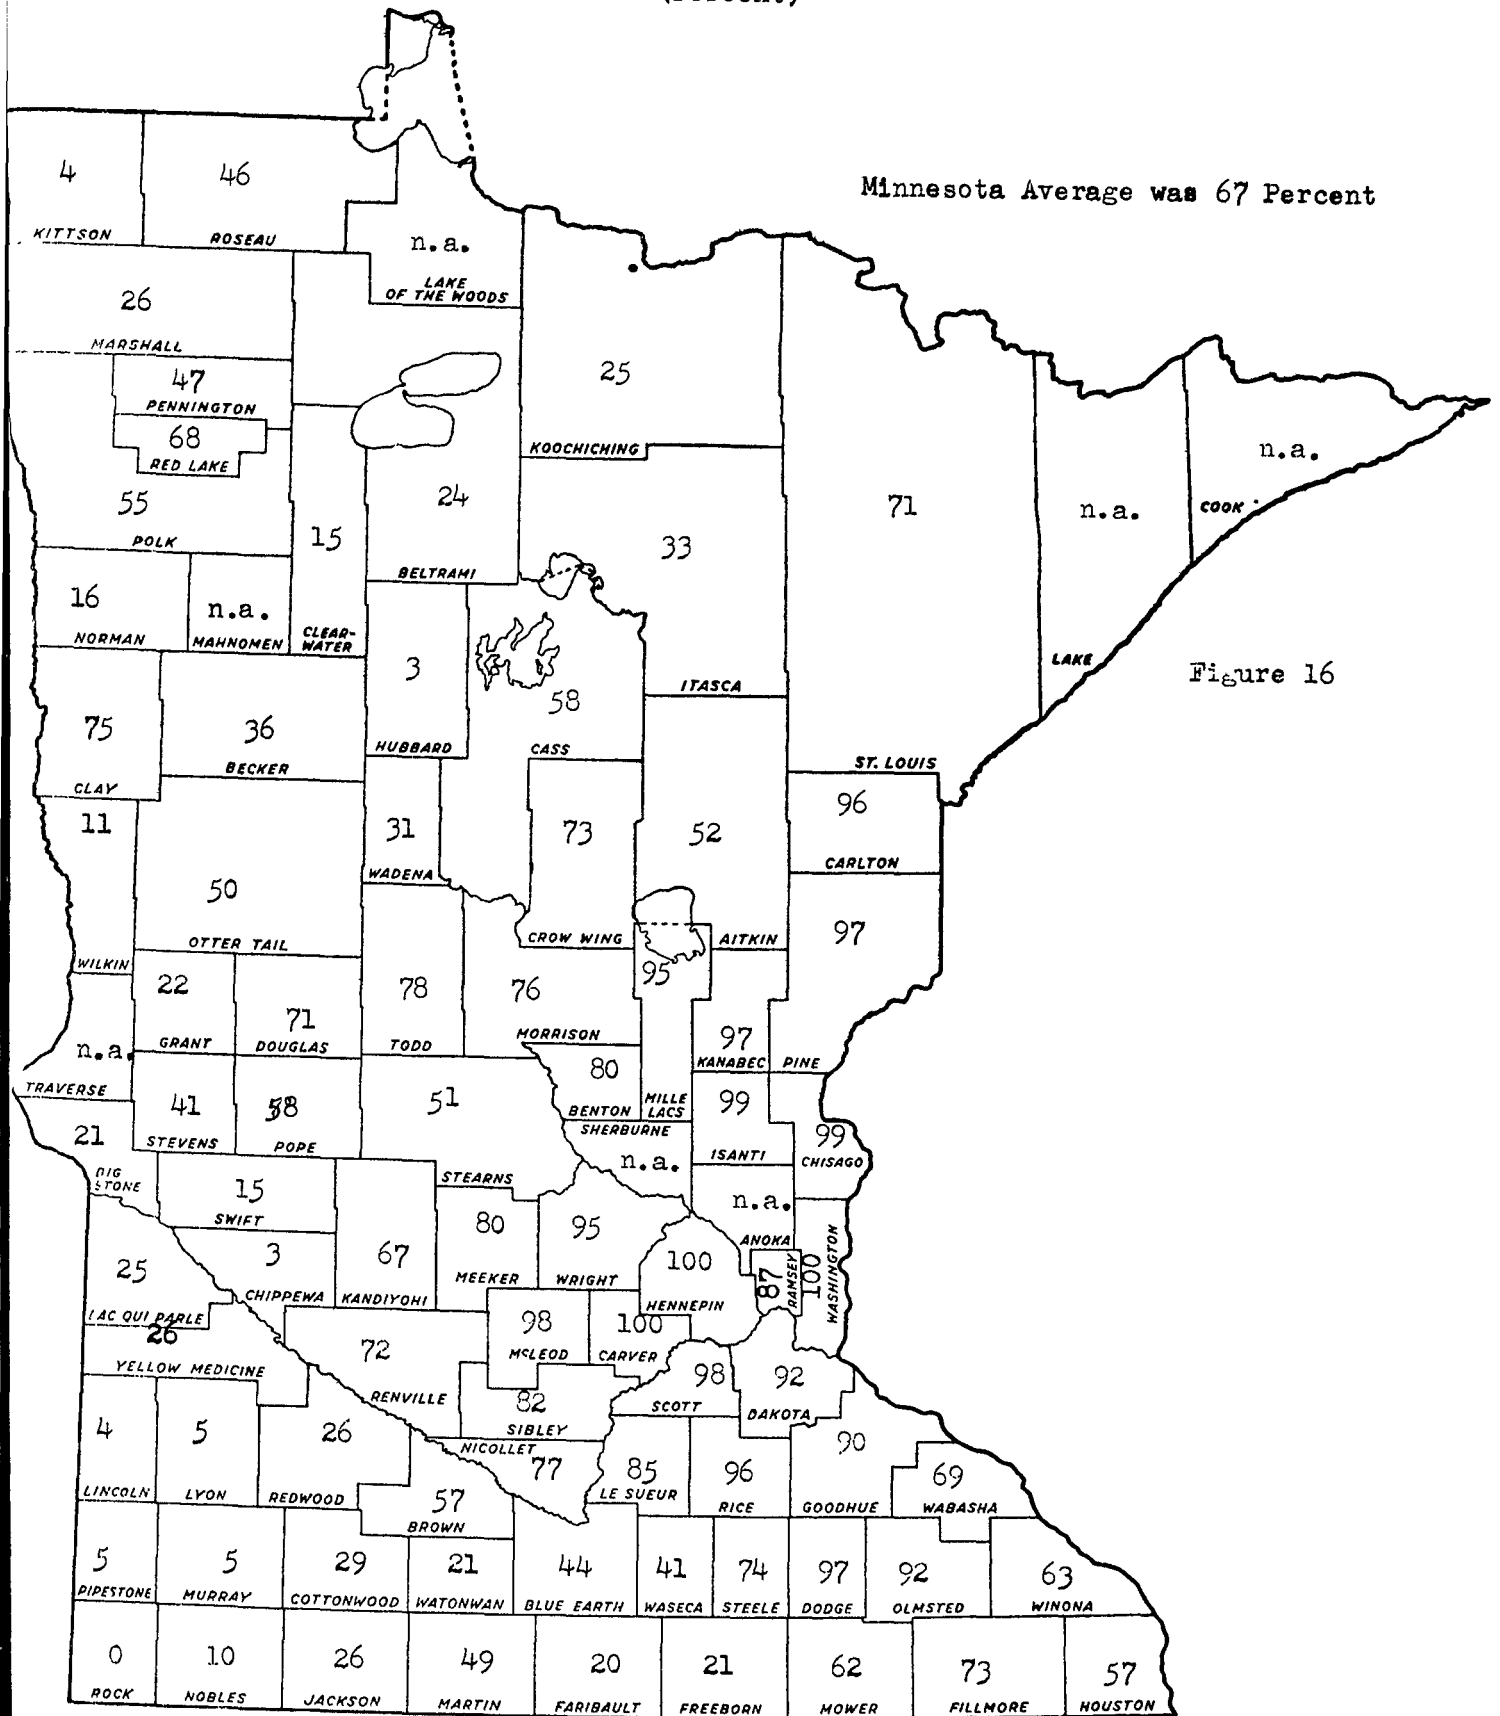 4
46
Minnesota Average was 67 Percent
KITTSON
ROSEAU
n.a.
LAKE
OF THE WOODS
26
MARSHALL
47
PENNINGTON
25
68
RED LAKE
KOOCHICHING
n.a.
COOK
55
POLK
24
15
71
n.a.
33
BELTRAMI
16
NORMAN
n.a.
MAHNOMEN
CLEAR-
WATER
3
LAKE
Figure 16
ITASCA
58
75
36
HUBBARD
CASS
BECKER
ST. LOUIS
CLAY
11
31
73
52
96
WADENA
CARLTON
50
OTTER TAIL
CROW WING
AITKIN
97
WILKIN
22
78
76
95
71
MORRISON
97
n.a.
GRANT
DOUGLAS
TODD
KANABEC
PINE
80
TRAVERSE
41
58
51
BENTON
MILLE
LACS
99
SHERBURNE
21
STEVENS
POPE
n.a.
ISANTI
99
CHISAGO
BIG
STONE
15
STEARNS
n.a.
SWIFT
80
95
ANOKA
25
3
67
100
87
RAMSEY
100
WASHINGTON
MEEKER
WRIGHT
CHIPPEWA
KANDIYOHI
HENNEPIN
LAC QUI PARLE
26
98
100
72
MCLEOD
CARVER
YELLOW MEDICINE
98
92
RENVILLE
82
SCOTT
DAKOTA
4
5
26
SIBLEY
90
NICOLLET
77
85
96
69
LINCOLN
LYON
REDWOOD
LE SUEUR
RICE
GOODHUE
WABASHA
57
BROWN
5
5
29
21
44
41
74
97
92
63
PIPESTONE
MURRAY
COTTONWOOD
WATONWAN
BLUE EARTH
WASECA
STEELE
DODGE
OLMSTED
WINONA
0
10
26
49
20
21
62
73
57
ROCK
NOBLES
JACKSON
MARTIN
FARIBAULT
FREEBORN
MOWER
FILLMORE
HOUSTON